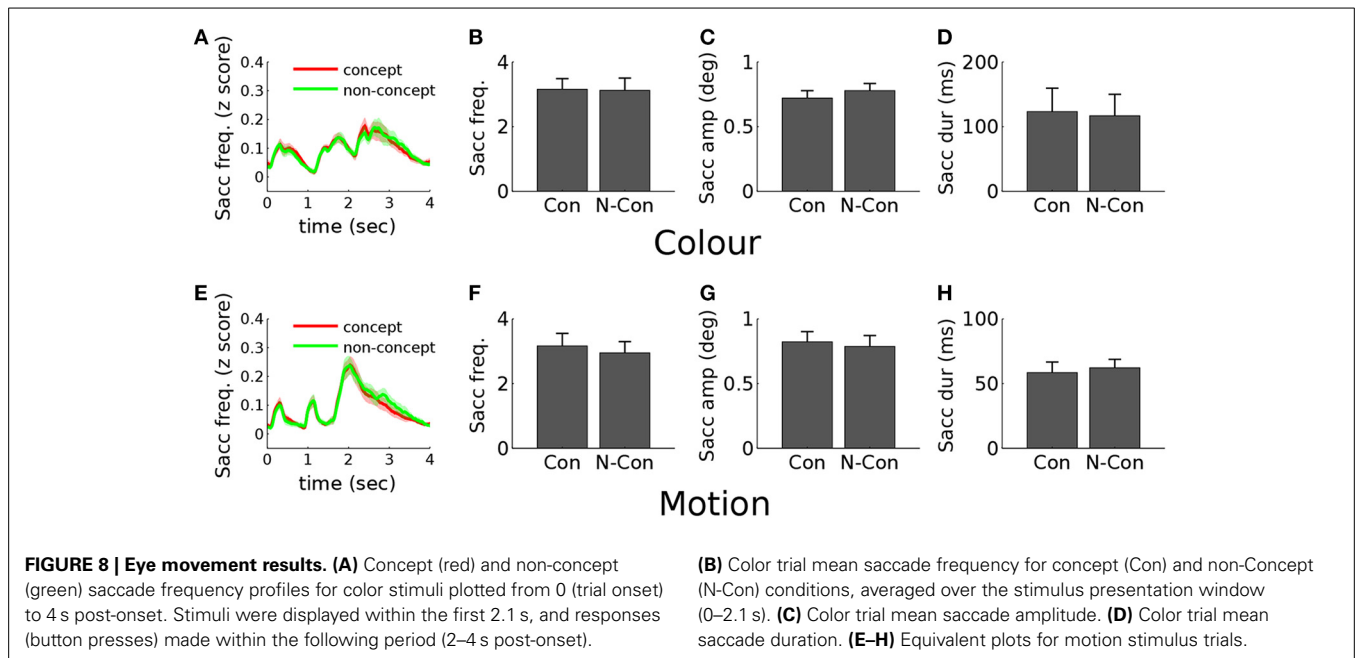 A
Sacc freq. (z score)
0.4
0.3
0.2
0.1
0
concept
non-concept
0 1 2 3 4
time (sec)
B
Sacc freq.
4
2
0
Con N-Con
C
Sacc amp (deg)
1
0.5
0
Con N-Con
D
Sacc dur (ms)
200
100
0
Con N-Con
Colour
E
Sacc freq. (z score)
0.4
0.3
0.2
0.1
0
concept
non-concept
0 1 2 3 4
time (sec)
F
Sacc freq.
4
2
0
Con N-Con
G
Sacc amp (deg)
1
0.5
0
Con N-Con
H
Sacc dur (ms)
100
50
0
Con N-Con
Motion
FIGURE 8 | Eye movement results. (A) Concept (red) and non-concept
(green) saccade frequency profiles for color stimuli plotted from 0 (trial onset)
to 4 s post-onset. Stimuli were displayed within the first 2.1 s, and responses
(button presses) made within the following period (2–4 s post-onset).
(B) Color trial mean saccade frequency for concept (Con) and non-Concept
(N-Con) conditions, averaged over the stimulus presentation window
(0–2.1 s). (C) Color trial mean saccade amplitude. (D) Color trial mean
saccade duration. (E–H) Equivalent plots for motion stimulus trials.